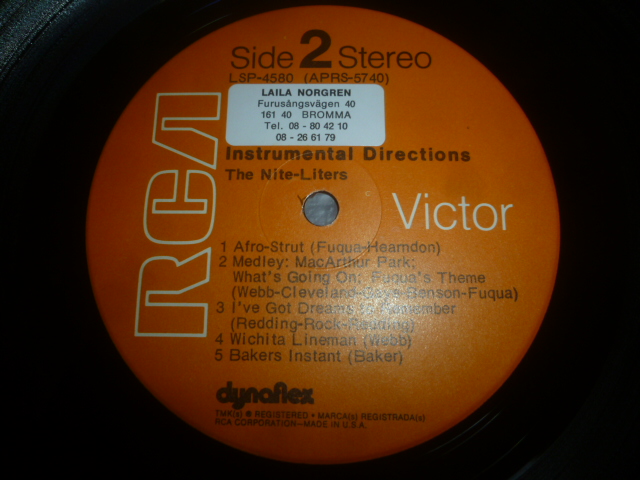 Side 2 Stereo
LSP-4580 (APRS-5740)
LAILA NORGREN
Furusångsvägen 40
161 40 BROMMA
Tel. 08 - 80 42 10
08 - 26 61 79
Instrumental Directions
The Nite-Liters
RCA
Victor
1 Afro-Strut (Fuqua-Hearndon)
2 Medley: MacArthur Park;
What's Going On; Fuqua's Theme
(Webb-Cleveland-Gaye-Benson-Fuqua)
3 I've Got Dreams To Remember
(Redding-Rock-Redding)
4 Wichita Lineman (Webb)
5 Bakers Instant (Baker)
dynaflex
TMK(s) ® REGISTERED • MARCA(s) REGISTRADA(s)
RCA CORPORATION–MADE IN U.S.A.